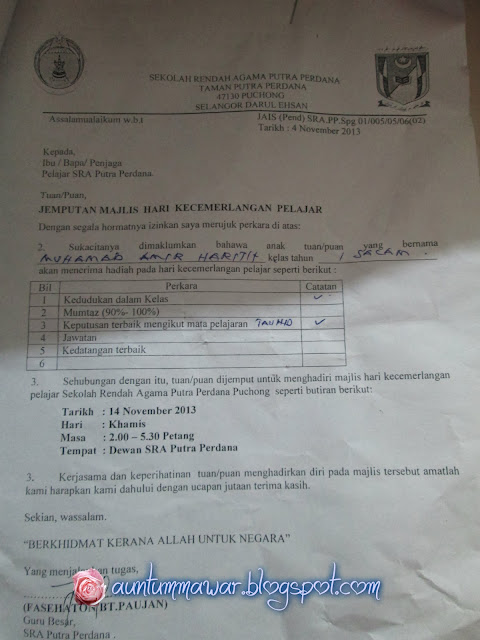 SEKOLAH RENDAH AGAMA PUTRA PERDANA
TAMAN PUTRA PERDANA
47130 PUCHONG
SELANGOR DARUL EHSAN
Assalamualaikum w.b.t
JAIS (Pend) SRA.PP.Spg 01/005/05/06(02)
Tarikh : 4 November 2013
Kepada,
Ibu / Bapa/ Penjaga
Pelajar SRA Putra Perdana.
Tuan/Puan,
JEMPUTAN MAJLIS HARI KECEMERLANGAN PELAJAR
Dengan segala hormatnya izinkan saya merujuk perkara di atas:
2. Sukacitanya dimaklumkan bahawa anak tuan/puan yang bernama
MUHAMAD AMIR kelas tahun 1
akan menerima hadiah pada hari kecemerlangan pelajar seperti berikut :
Bil Perkara Catatan
1 Kedudukan dalam Kelas ✓
2 Mumtaz (90%- 100%)
3 Keputusan terbaik mengikut mata pelajaran TAUHID ✓
4 Jawatan
5 Kedatangan terbaik
6
3. Sehubungan dengan itu, tuan/puan dijemput untuk menghadiri majlis hari kecemerlangan
pelajar Sekolah Rendah Agama Putra Perdana Puchong seperti butiran berikut:
Tarikh : 14 November 2013
Hari : Khamis
Masa : 2.00 – 5.30 Petang
Tempat : Dewan SRA Putra Perdana
3. Kerjasama dan keperihatinan tuan/puan menghadirkan diri pada majlis tersebut amatlah
kami harapkan kami dahului dengan ucapan jutaan terima kasih.
Sekian, wassalam.
"BERKHIDMAT KERANA ALLAH UNTUK NEGARA"
Yang tugas,
auntummawar.blogspot.com
(FASEHATON BT.PAUJAN)
Guru Besar,
SRA Putra Perdana .